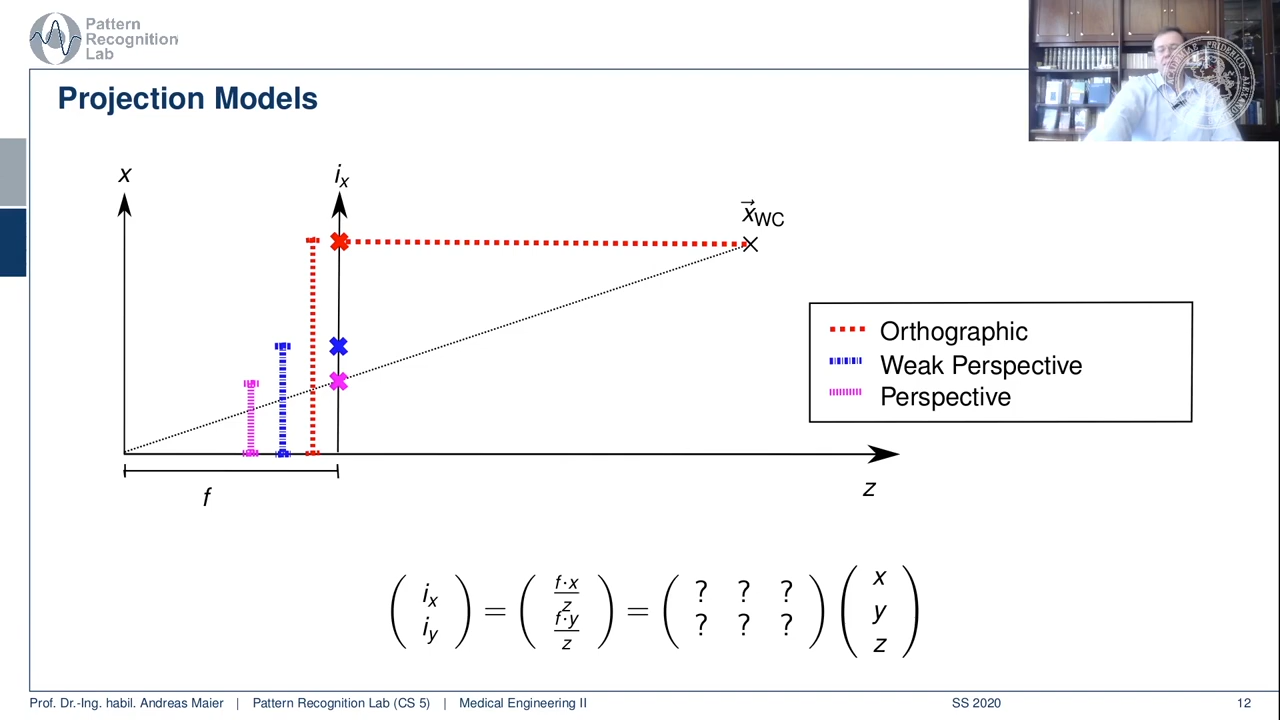 Pattern
Recognition
Lab
Projection Models
x
i_x
x⃗_WC
Orthographic
Weak Perspective
Perspective
f
z
( i_x ) = ( f·x/z ) = ( ? ? ? ) ( x )
( i_y ) ( f·y/z ) ( ? ? ? ) ( y )
( z )
Prof. Dr.-Ing. habil. Andreas Maier | Pattern Recognition Lab (CS 5) | Medical Engineering II SS 2020 12